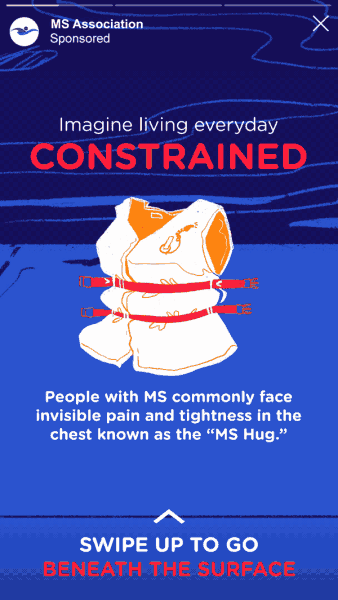 MS Association
Sponsored
Imagine living everyday
CONSTRAINED
People with MS commonly face
invisible pain and tightness in the
chest known as the “MS Hug.”
SWIPE UP TO GO
BENEATH THE SURFACE